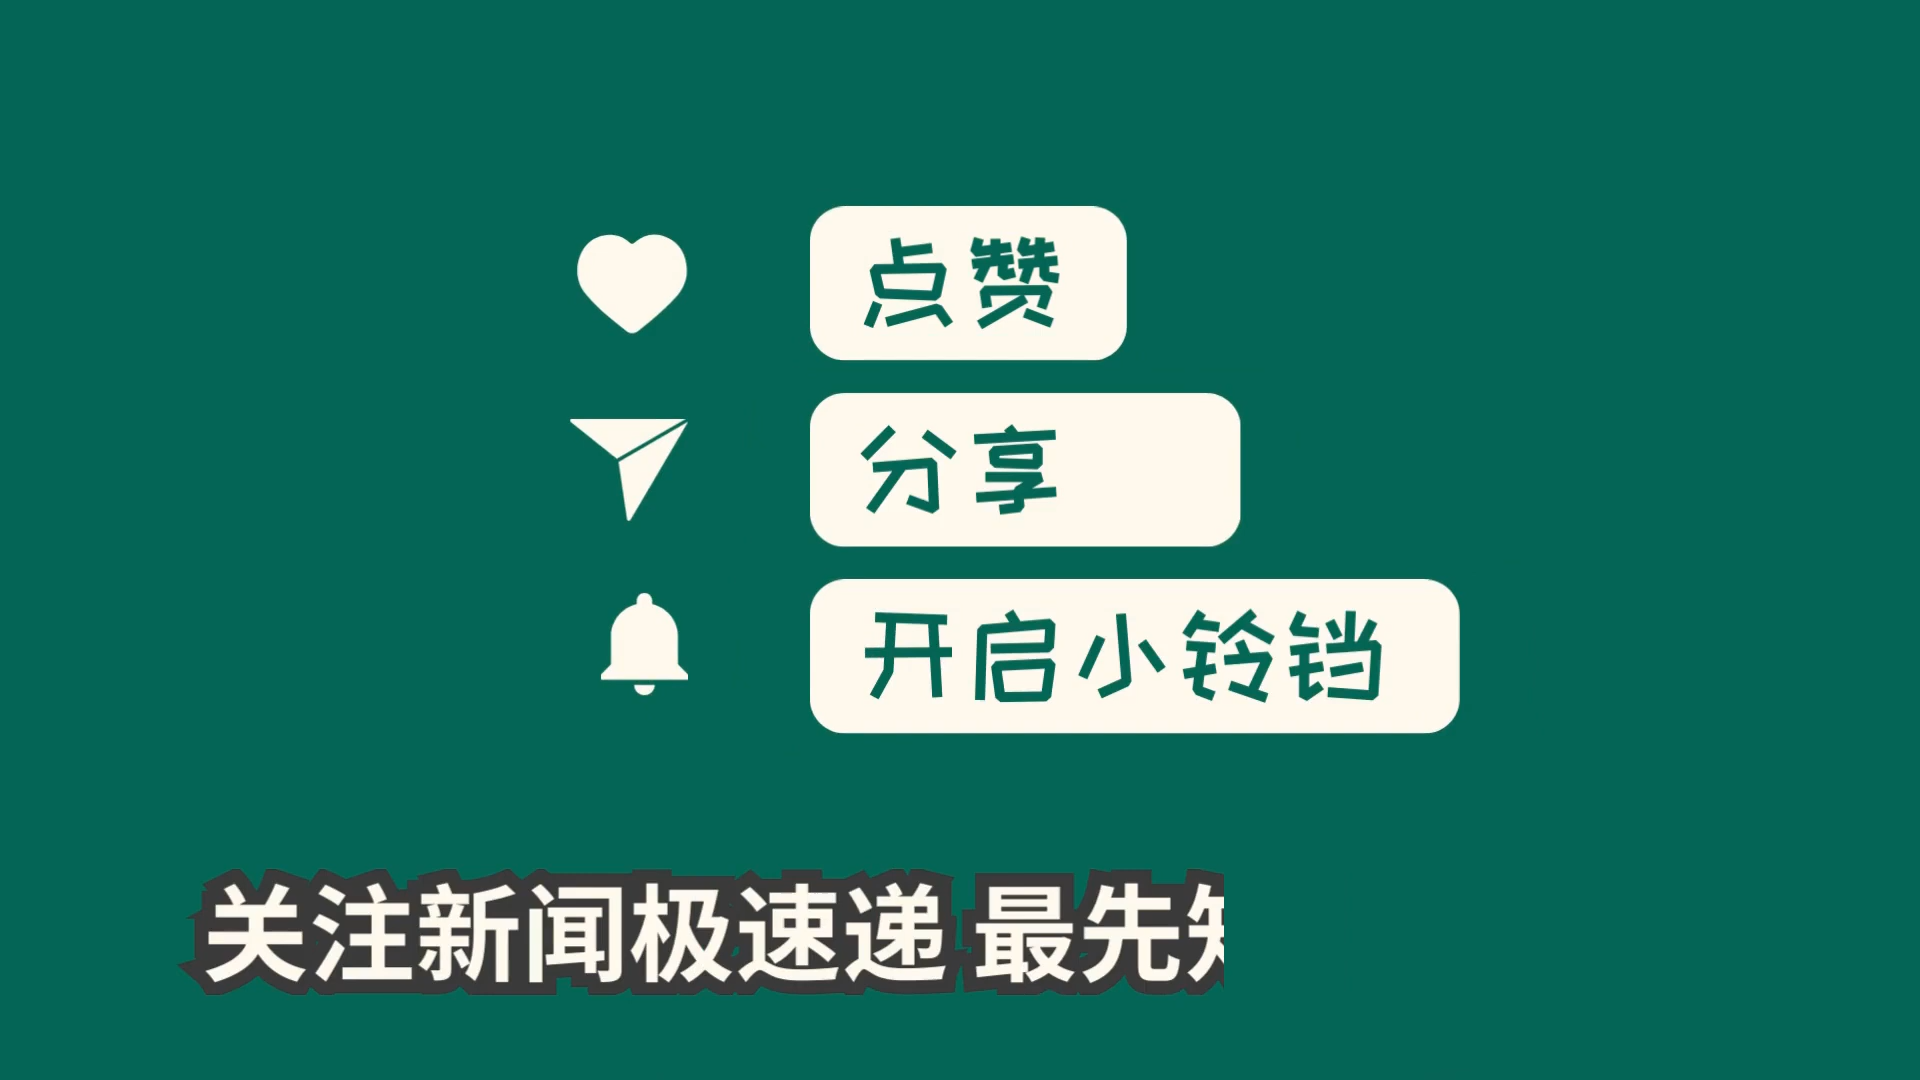 点赞
分享
开启小铃铛
关注新闻极速递 最先